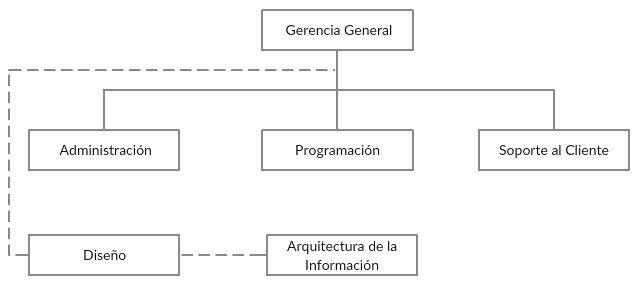 Gerencia General
Administración
Programación
Soporte al Cliente
Diseño
Arquitectura de la
Información